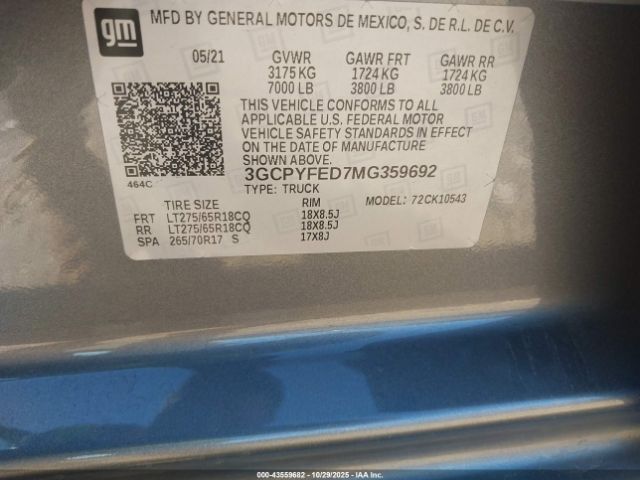 gm
MFD BY GENERAL MOTORS DE MEXICO, S. DE R.L. DE C.V.
05/21 GVWR GAWR FRT GAWR RR
3175 KG 1724 KG 1724 KG
7000 LB 3800 LB 3800 LB
THIS VEHICLE CONFORMS TO ALL
APPLICABLE U.S. FEDERAL MOTOR
VEHICLE SAFETY STANDARDS IN EFFECT
ON THE DATE OF MANUFACTURE
SHOWN ABOVE.
464C
3GCPYFED7MG359692
TYPE: TRUCK MODEL: 72CK10543
TIRE SIZE RIM
FRT LT275/65R18CQ 18X8.5J
RR LT275/65R18CQ 18X8.5J
SPA 265/70R17 S 17X8J
000-43559682 10/29/2025 IAA Inc.